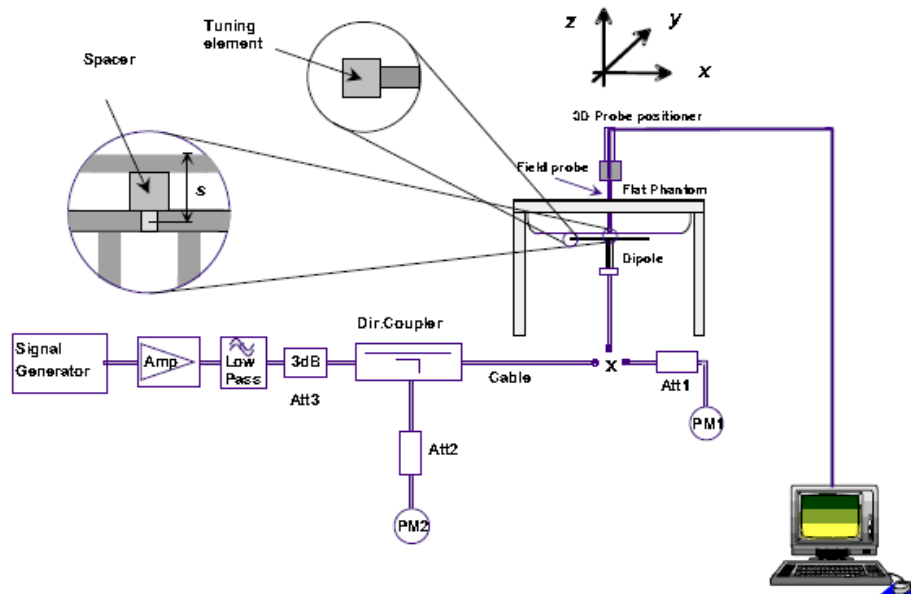 Tuning
element
Spacer
z
y
x
3D Probe positioner
Field probe
Flat Phantom
s
Dipole
Dir.Coupler
Signal
Generator
Amp
Low
Pass
3dB
Att3
Cable
x
Att1
PM1
Att2
PM2